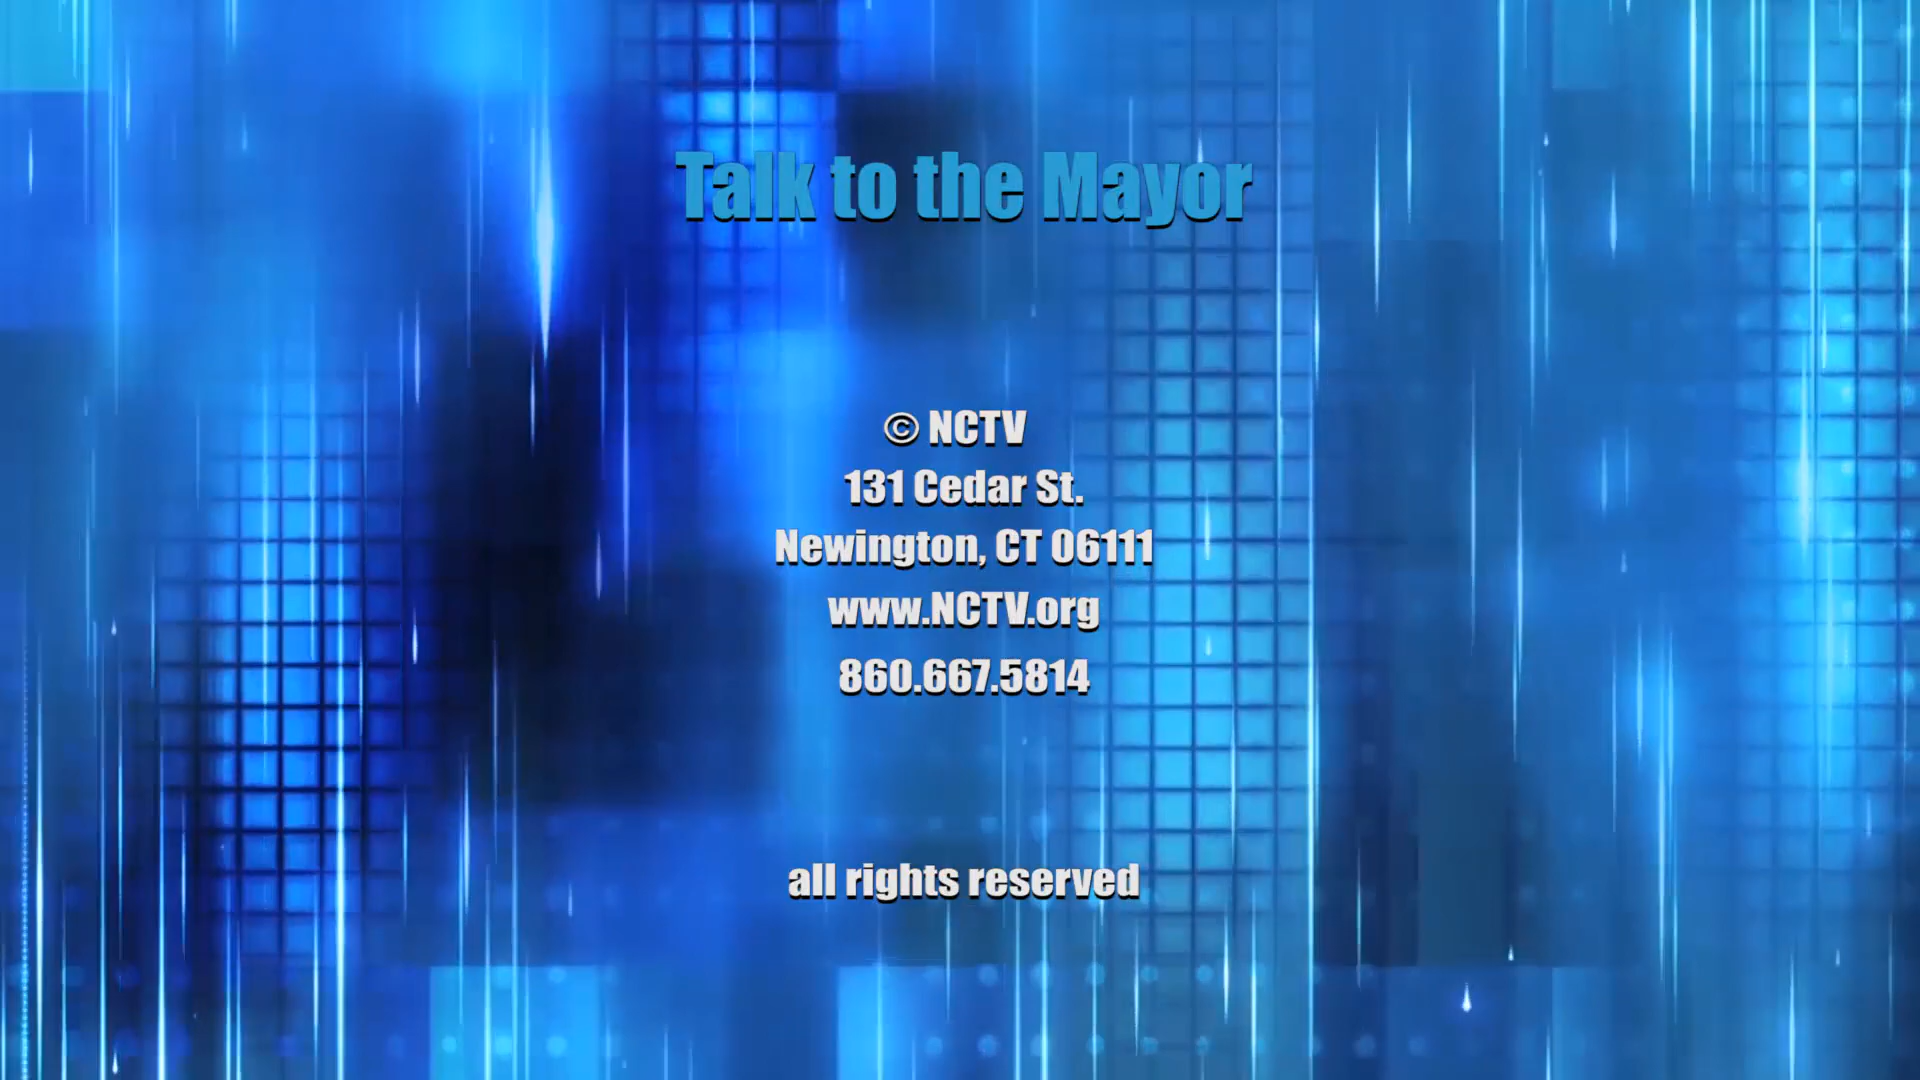 Talk to the Mayor
© NCTV
131 Cedar St.
Newington, CT 06111
www.NCTV.org
860.667.5814
all rights reserved